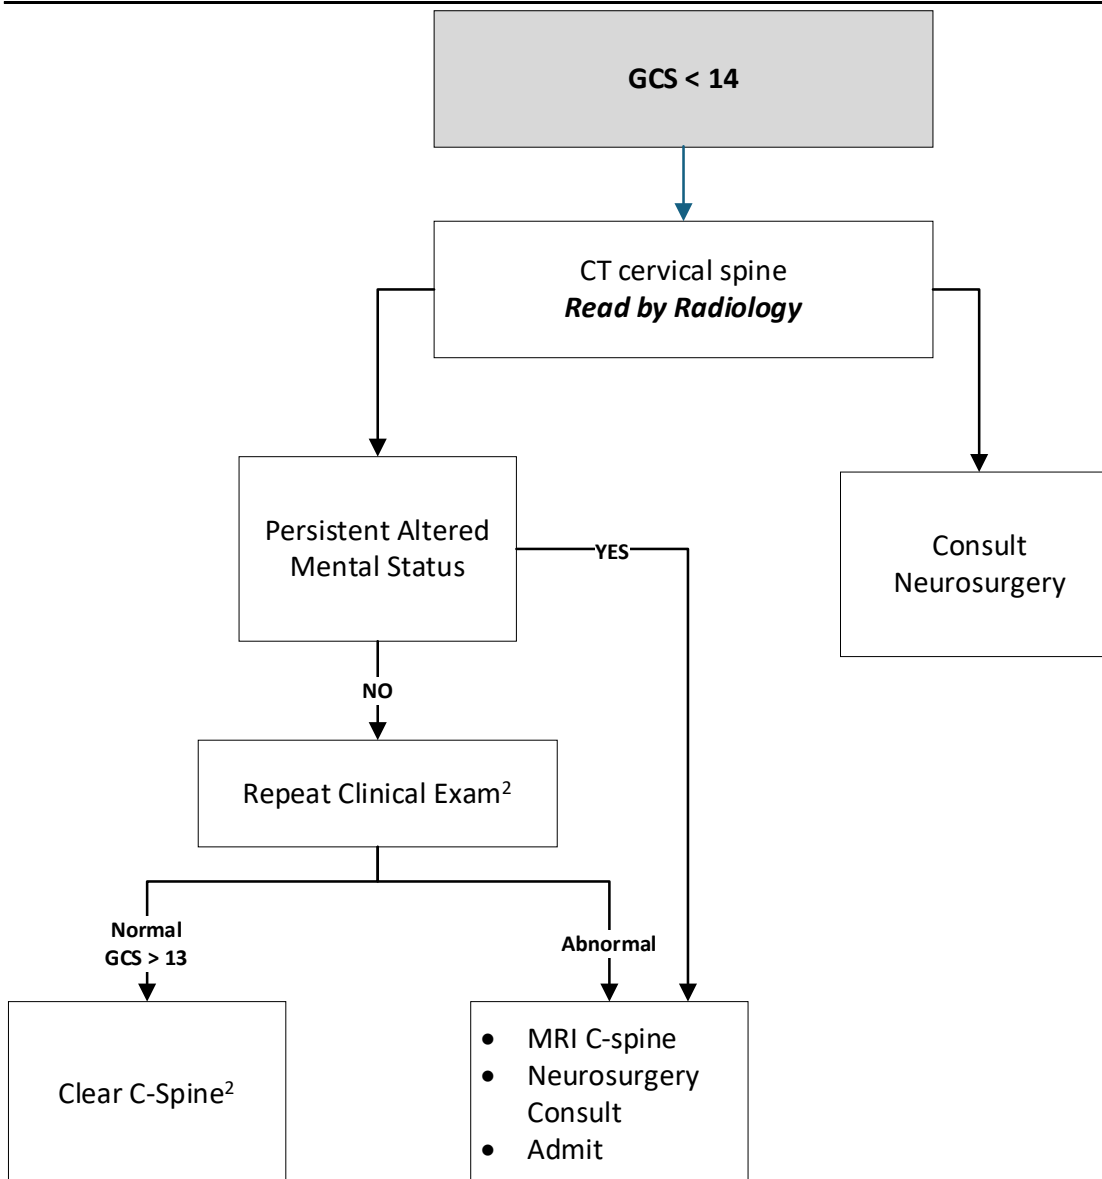 GCS < 14
CT cervical spine
Read by Radiology
Persistent Altered
Mental Status
YES
Consult
Neurosurgery
NO
Repeat Clinical Exam²
Normal
GCS > 13
Abnormal
Clear C-Spine²
• MRI C-spine
• Neurosurgery
Consult
• Admit